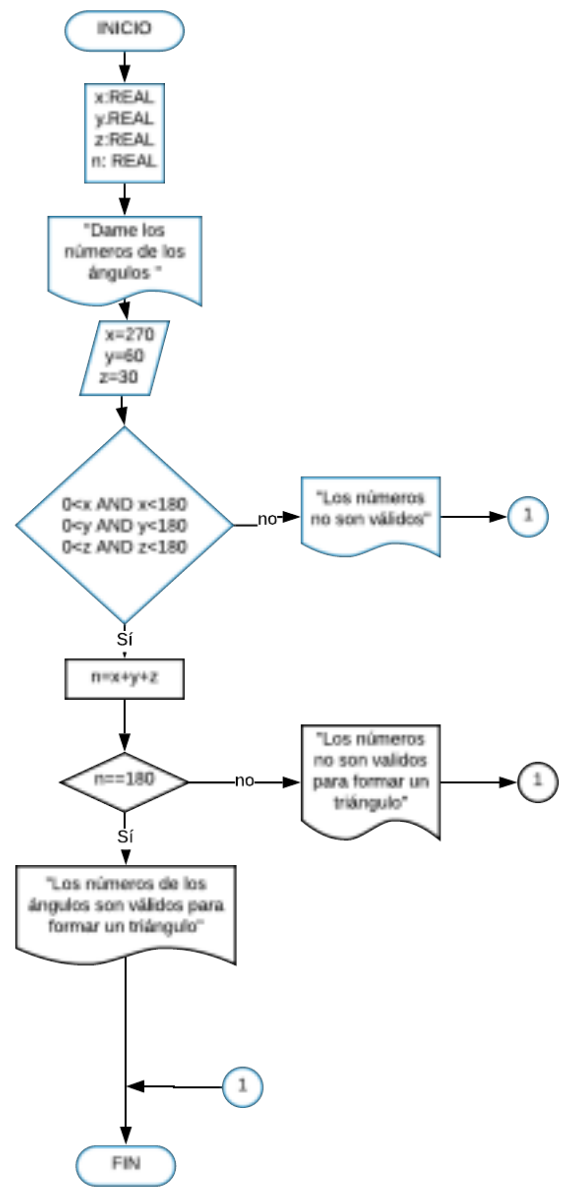 INICIO
x:REAL
y:REAL
z:REAL
n: REAL
"Dame los
números de los
ángulos "
x=270
y=60
z=30
0<x AND x<180
0<y AND y<180
0<z AND z<180
no
"Los números
no son válidos"
1
Sí
n=x+y+z
n==180
no
"Los números
no son validos
para formar un
triángulo"
1
Sí
"Los números de los
ángulos son válidos para
formar un triángulo"
1
FIN